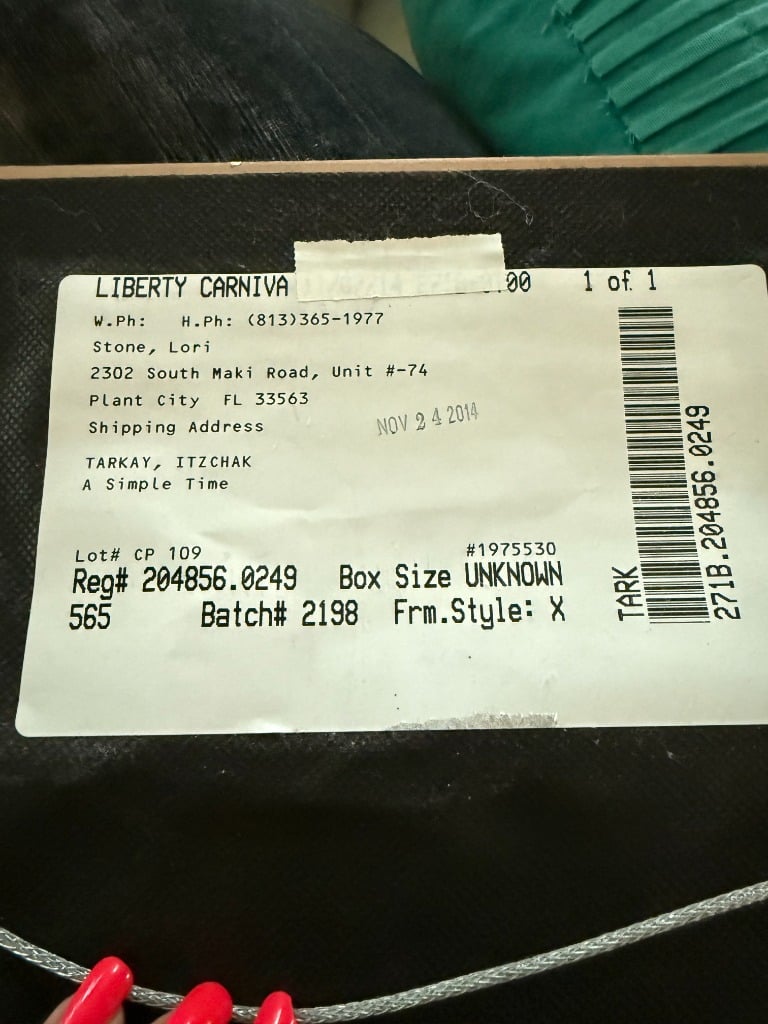 LIBERTY CARNIVA .00 1 of 1
W.Ph: H.Ph: (813)365-1977
Stone, Lori
2302 South Maki Road, Unit #-74
Plant City FL 33563
Shipping Address
NOV 24 2014
TARKAY, ITZCHAK
A Simple Time
Lot# CP 109 #1975530
Reg# 204856.0249 Box Size UNKNOWN
565 Batch# 2198 Frm.Style: X
TARK
271B.204856.0249